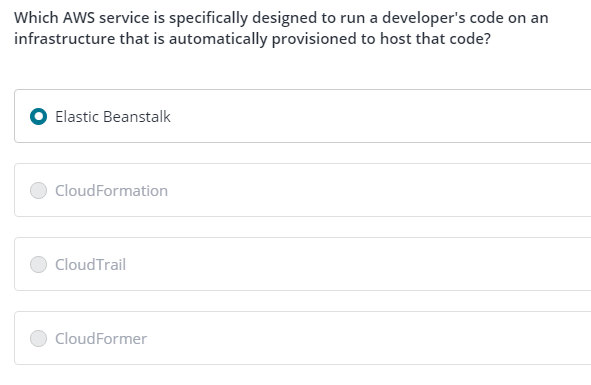 Which AWS service is specifically designed to run a developer's code on an
infrastructure that is automatically provisioned to host that code?
Elastic Beanstalk
CloudFormation
CloudTrail
CloudFormer